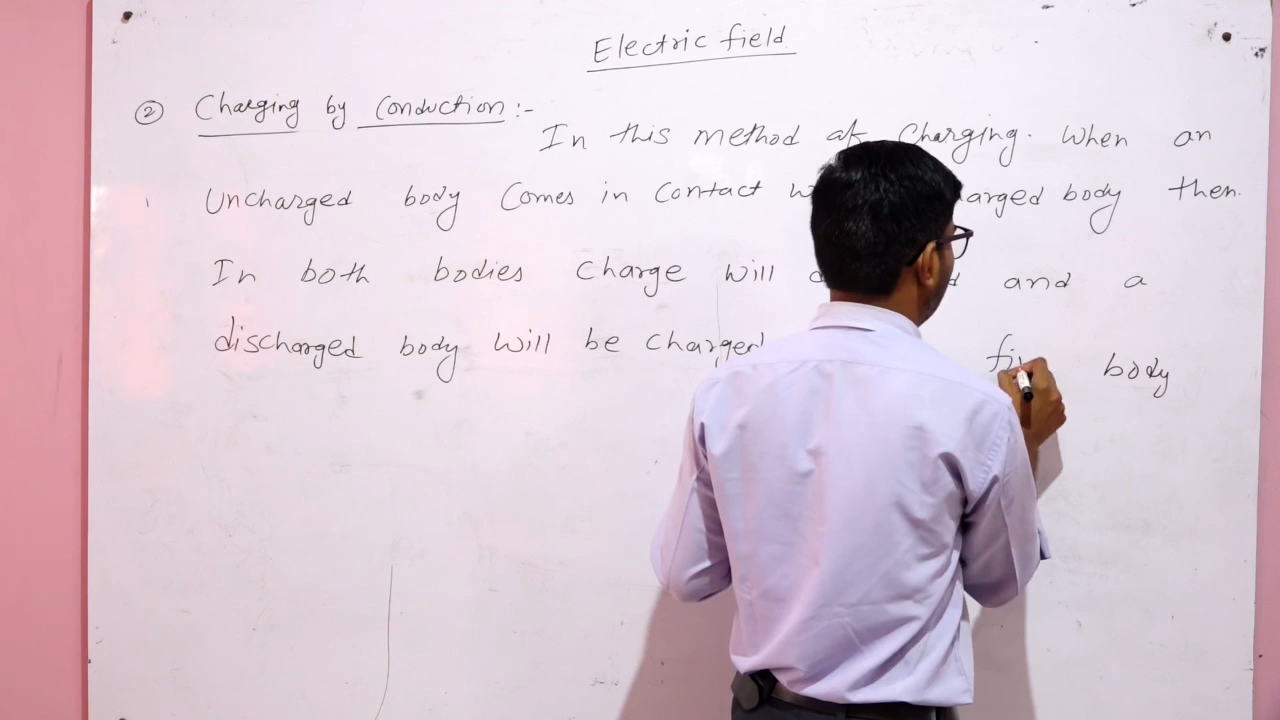 Electric field
② Charging by Conduction :-
In this method of Charging. When an
Uncharged body Comes in Contact body then.
In both bodies Charge will and a
discharged body will be charged body